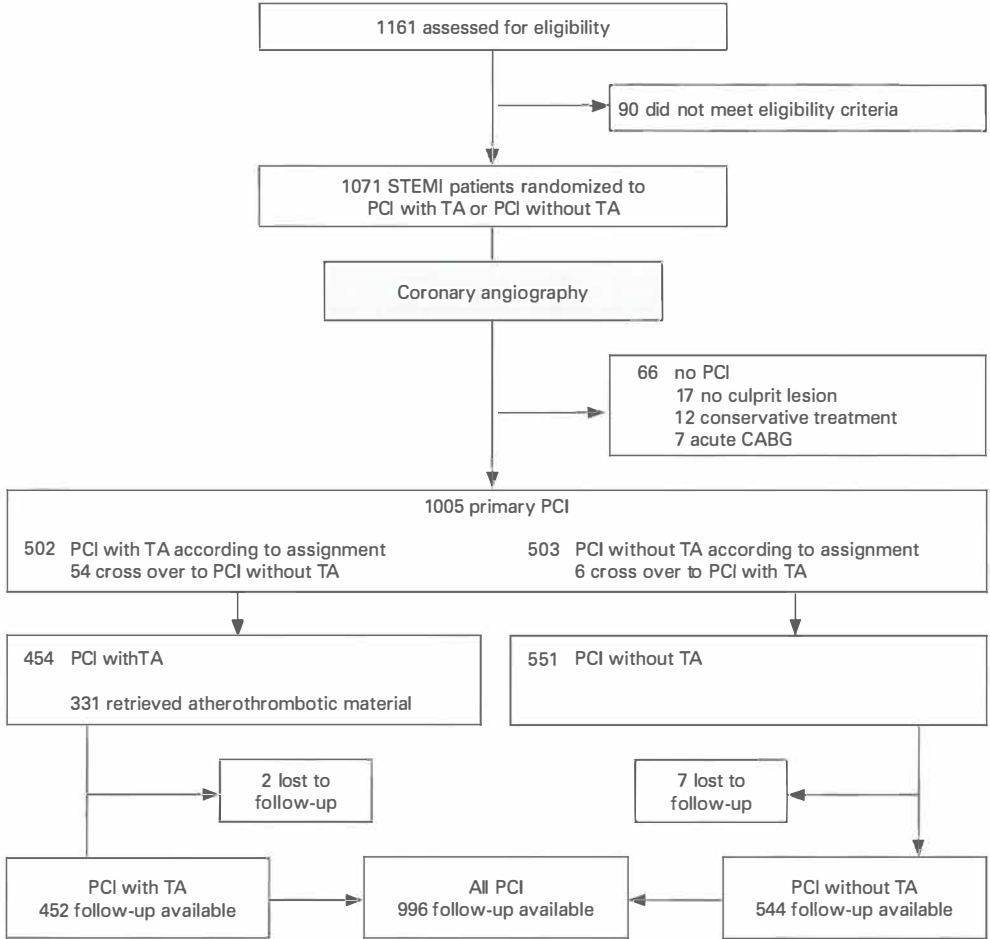 1161 assessed for eligibility
90 did not meet eligibility criteria
1071 STEMI patients randomized to
PCI with TA or PCI without TA
Coronary angiography
66 no PCI
17 no culprit lesion
12 conservative treatment
7 acute CABG
1005 primary PCI
502 PCI with TA according to assignment
54 cross over to PCI without TA
503 PCI without TA according to assignment
6 cross over to PCI with TA
454 PCI withTA
331 retrieved atherothrombotic material
551 PCI without TA
2 lost to
follow-up
7 lost to
follow-up
PCI with TA
452 follow-up available
All PCI
996 follow-up available
PCI without TA
544 follow-up available